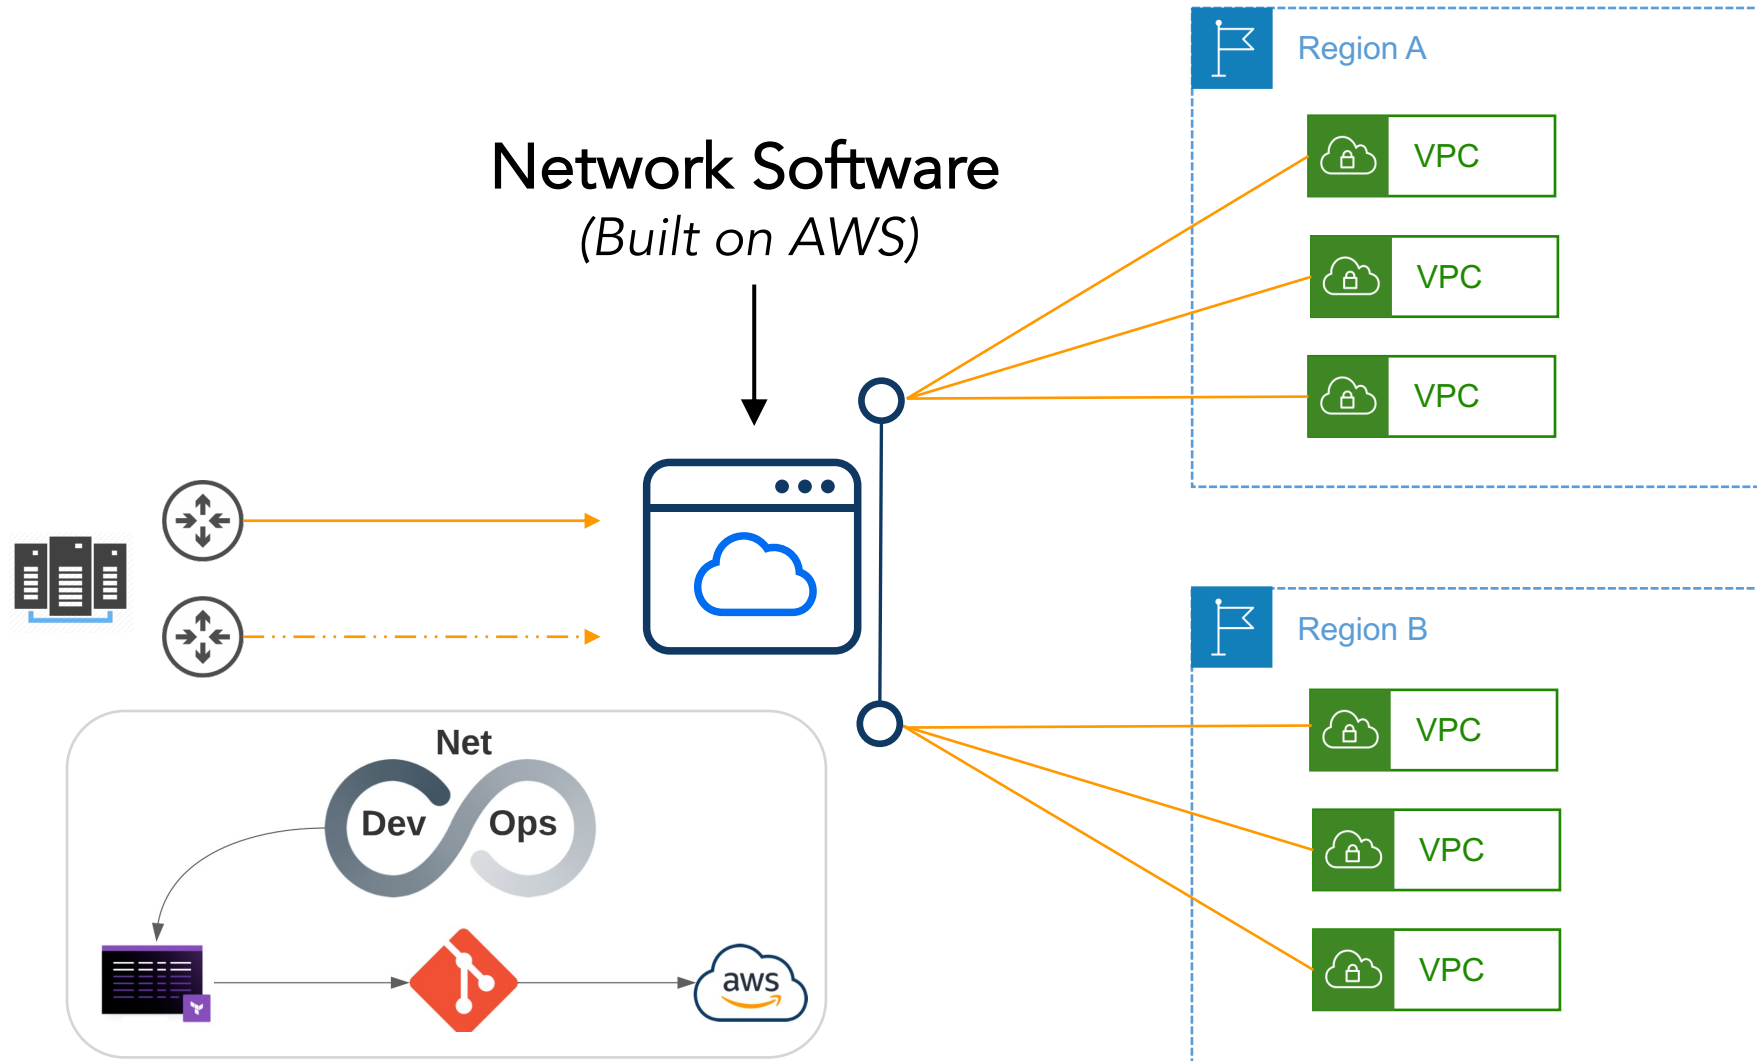 Region A
VPC
VPC
VPC
Network Software
(Built on AWS)
Region B
VPC
VPC
VPC
Net
Dev Ops
aws